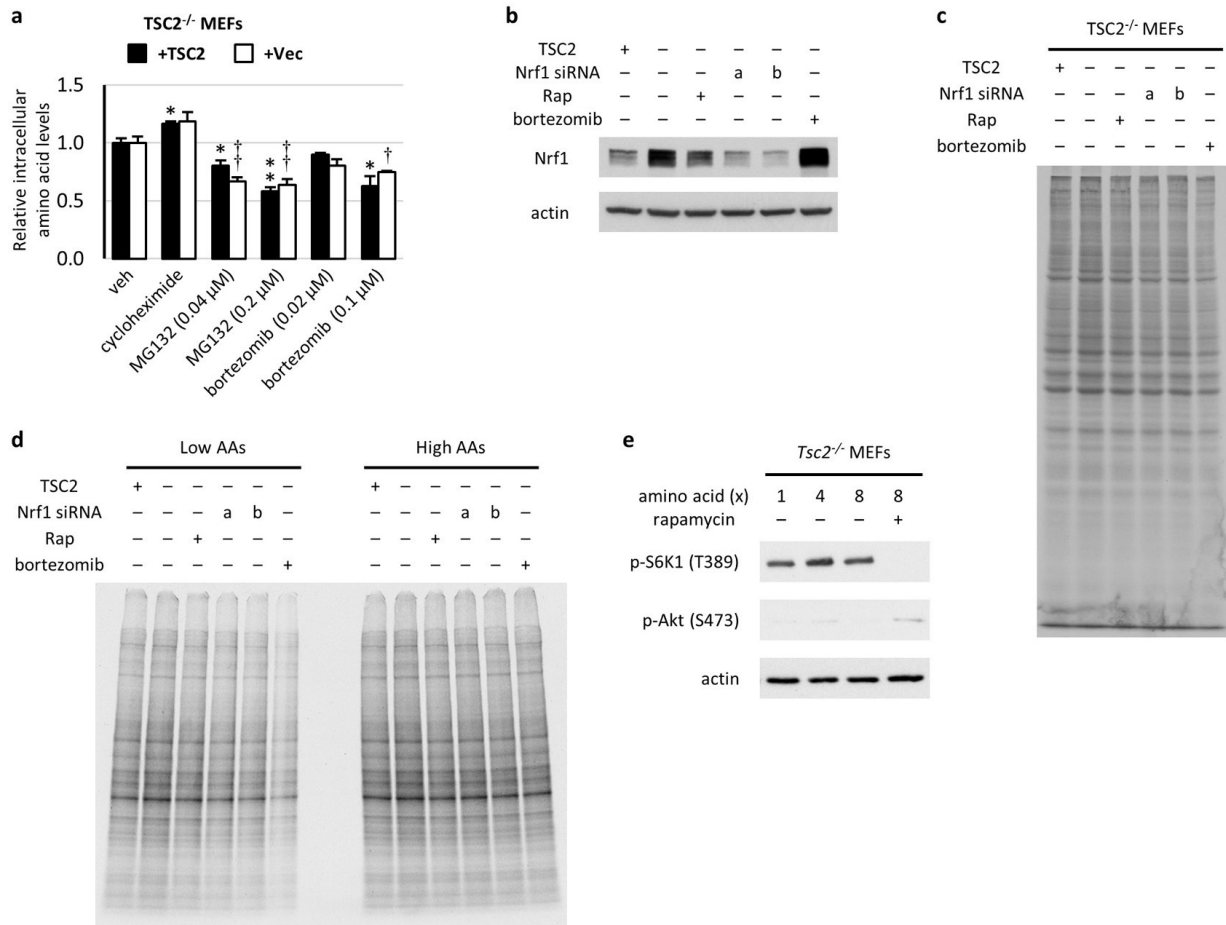 a
TSC2-/- MEFs
+TSC2 +Vec
Relative intracellular
amino acid levels
1.5
1.0
0.5
0.0
* * ‡ * * ‡ * †
veh
cycloheximide
MG132 (0.04 µM)
MG132 (0.2 µM)
bortezomib (0.02 µM)
bortezomib (0.1 µM)
b
TSC2 + – – – – –
Nrf1 siRNA – – – a b –
Rap – – + – – –
bortezomib – – – – – +
Nrf1
actin
c
TSC2-/- MEFs
TSC2 + – – – – –
Nrf1 siRNA – – – a b –
Rap – – + – – –
bortezomib – – – – – +
d
Low AAs High AAs
TSC2 + – – – – – + – – – – –
Nrf1 siRNA – – – a b – – – – a b –
Rap – – + – – – – – + – – –
bortezomib – – – – – + – – – – – +
e
Tsc2-/- MEFs
amino acid (x) 1 4 8 8
rapamycin – – – +
p-S6K1 (T389)
p-Akt (S473)
actin